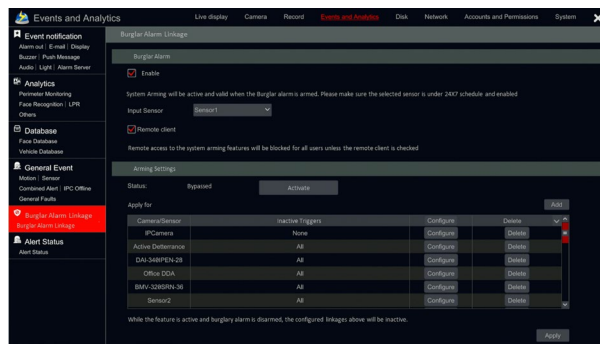 Events and Analytics
Live display Camera Record Events and Analytics Disk Network Accounts and Permissions System
Event notification
Alarm out | E-mail | Display
Buzzer | Push Message
Audio | Light | Alarm Server
Analytics
Perimeter Monitoring
Face Recognition | LPR
Others
Database
Face Database
Vehicle Database
General Event
Motion | Sensor
Combined Alert | IPC Offline
General Faults
Burglar Alarm Linkage
Burglar Alarm Linkage
Alert Status
Alert Status
Burglar Alarm Linkage
Burglar Alarm
Enable
System Arming will be active and valid when the Burglar alarm is armed. Please make sure the selected sensor is under 24X7 schedule and enabled
Input Sensor Sensor1
Remote client
Remote access to the system arming features will be blocked for all users unless the remote client is checked
Arming Settings
Status: Bypassed Activate
Apply for Add
Camera/Sensor Inactive Triggers Configure Delete
IPCamera None Configure Delete
Active Deterrance All Configure Delete
DAI-340IPEN-28 All Configure Delete
Office DDA All Configure Delete
BMV-328SRN-36 All Configure Delete
Sensor2 All Configure Delete
While the feature is active and burglary alarm is disarmed, the configured linkages above will be inactive.
Apply